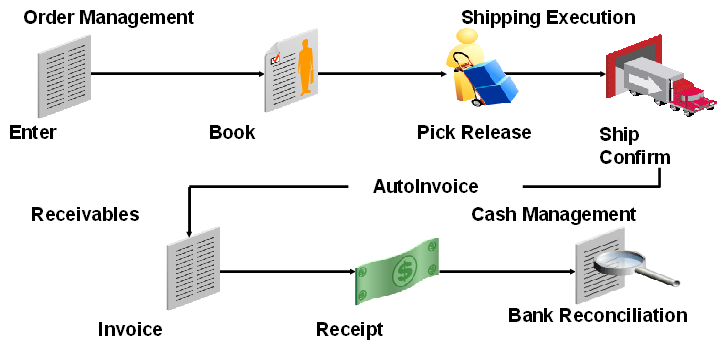 Order Management
Shipping Execution
Enter
Book
Pick Release
Ship
Confirm
AutoInvoice
Receivables
Cash Management
$
Invoice
Receipt
Bank Reconciliation